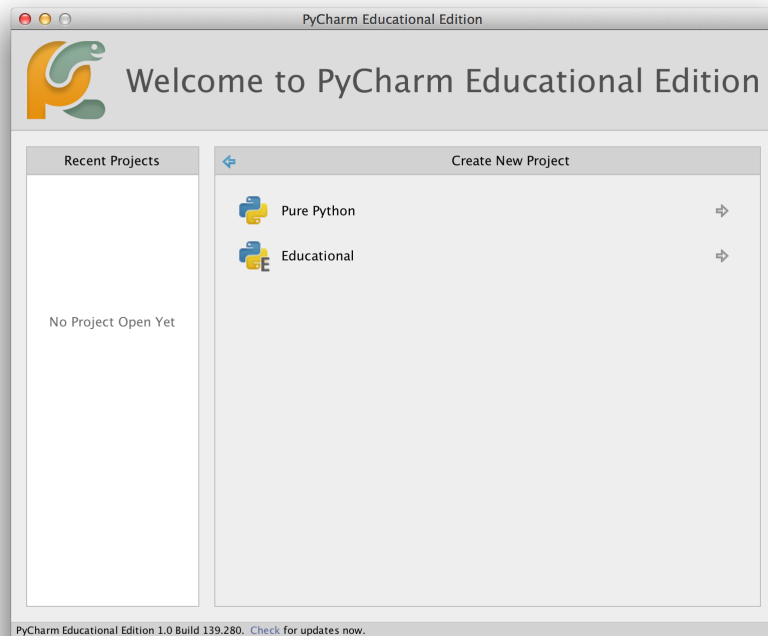 PyCharm Educational Edition
Welcome to PyCharm Educational Edition
Recent Projects
No Project Open Yet
Create New Project
Pure Python
Educational
E
PyCharm Educational Edition 1.0 Build 139.280. Check for updates now.